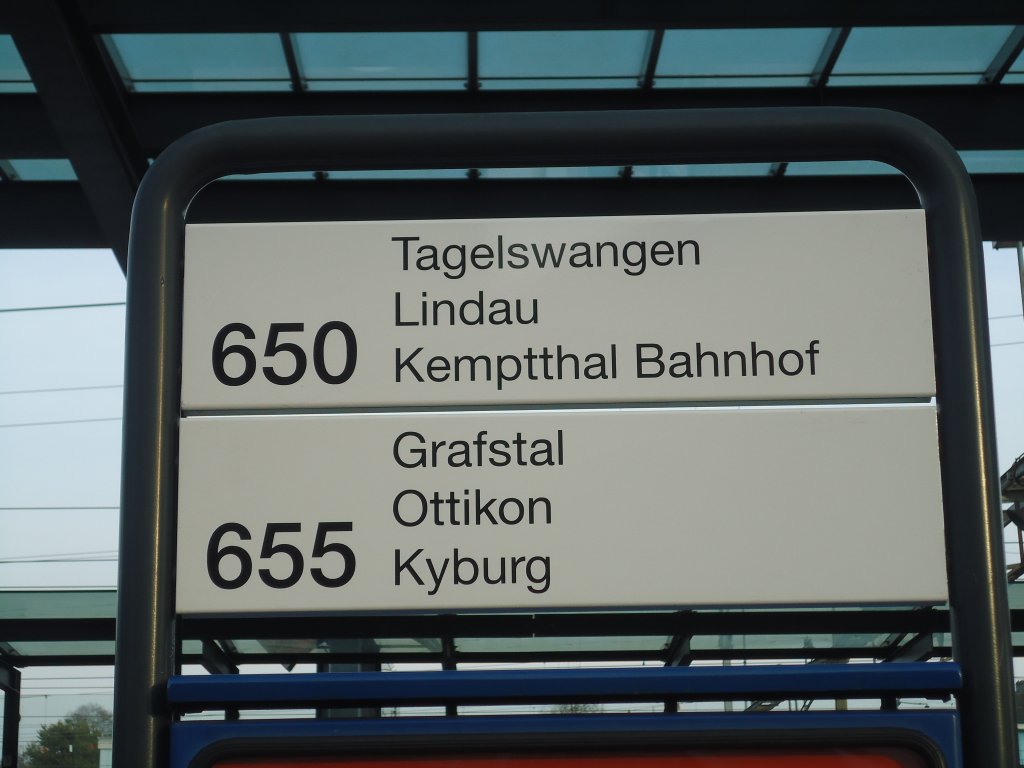 650
Tagelswangen
Lindau
Kemptthal Bahnhof
655
Grafstal
Ottikon
Kyburg